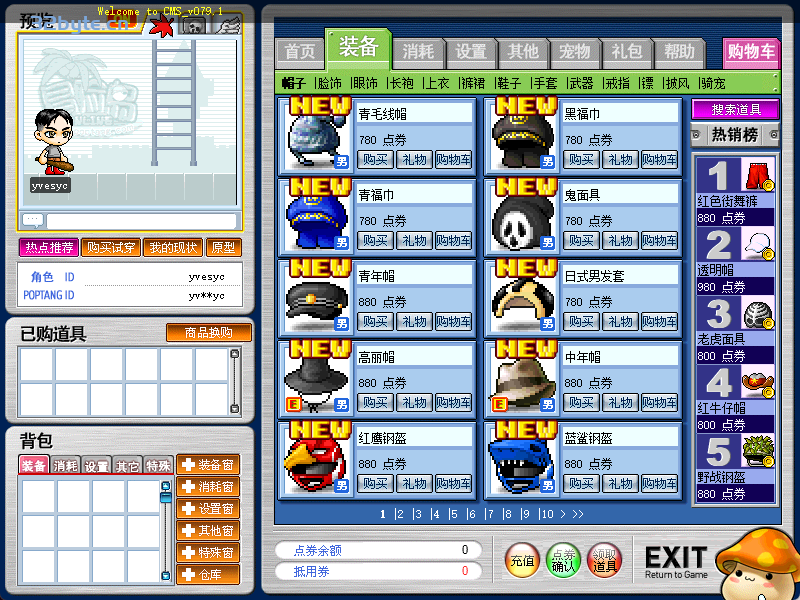 Welcome to CMS_v079.1
预览
yvesyc
热点推荐 购买试穿 我的现状 原型
角色 ID yvesyc
POPTANG ID yv**yc
已购道具 商品换购
背包
装备 消耗 设置 其它 特殊
装备窗
消耗窗
设置窗
其他窗
特殊窗
仓库
首页 装备 消耗 设置 其他 宠物 礼包 帮助 购物车
帽子 |脸饰 |眼饰 |长袍 |上衣 |裤裙 |鞋子 |手套 |武器 |戒指 |镖 |披风 |骑宠
NEW 青毛线帽
780 点券
男 购买 礼物 购物车
NEW 黑福巾
780 点券
男 购买 礼物 购物车
NEW 青福巾
780 点券
男 购买 礼物 购物车
NEW 鬼面具
780 点券
男 购买 礼物 购物车
NEW 青年帽
880 点券
男 购买 礼物 购物车
NEW 日式男发套
780 点券
男 购买 礼物 购物车
NEW 高丽帽
880 点券
E 男 购买 礼物 购物车
NEW 中年帽
880 点券
E 男 购买 礼物 购物车
NEW 红鹰钢盔
880 点券
男 购买 礼物 购物车
NEW 蓝鲨钢盔
880 点券
男 购买 礼物 购物车
1 |2 |3 |4 |5 |6 |7 |8 |9 |10 > >>
搜索道具
热销榜
1
红色街舞裤
880 点券
2
透明帽
980 点券
3
老虎面具
800 点券
4
红牛仔帽
800 点券
5
野战钢盔
880 点券
点券余额 0
抵用券 0
充值
点券确认
领取道具
EXIT
Return to Game